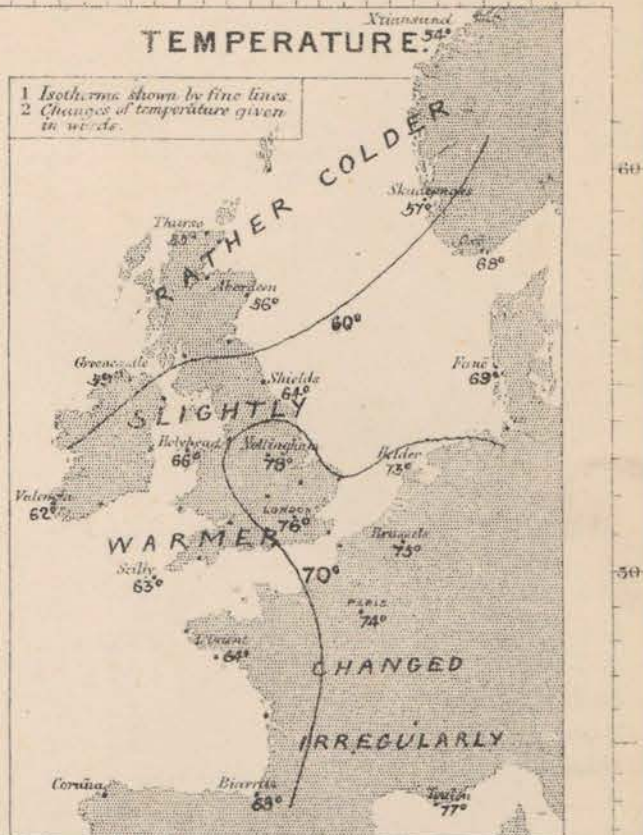 TEMPERATURE.
1 Isotherms shown by fine lines.
2 Changes of temperature given
in words.
Xtiansund
54°
60
RATHER COLDER
Skudesnaes
57°
Thurso
55°
Oxö
68°
Aberdeen
56°
60°
Greencastle
Fanö
69°
Shields
64°
SLIGHTLY
Holyhead
66°
Nottingham
78°
Helder
73°
Valencia
62°
LONDON
76°
WARMER
Brussels
75°
Scilly
63°
70°
50
PARIS
74°
L'Orient
64°
CHANGED
IRREGULARLY
Coruña
Biarritz
Toulon
77°